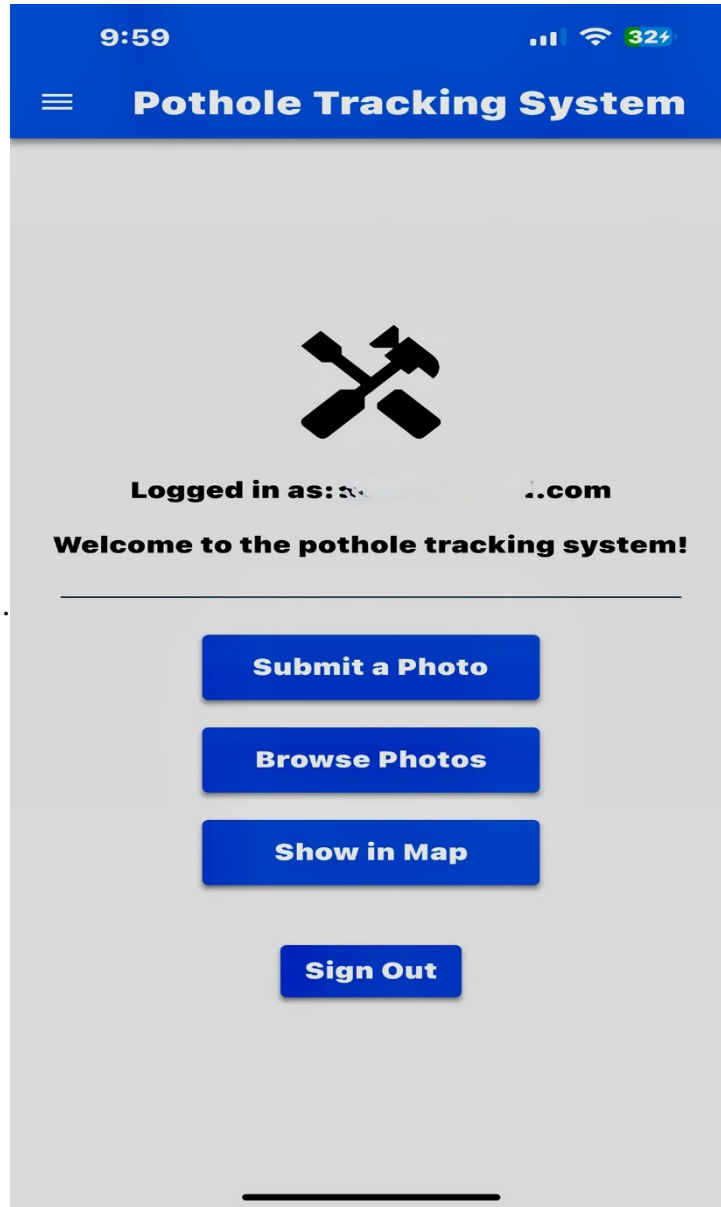 9:59 32
Pothole Tracking System
Logged in as: .com
Welcome to the pothole tracking system!
Submit a Photo
Browse Photos
Show in Map
Sign Out